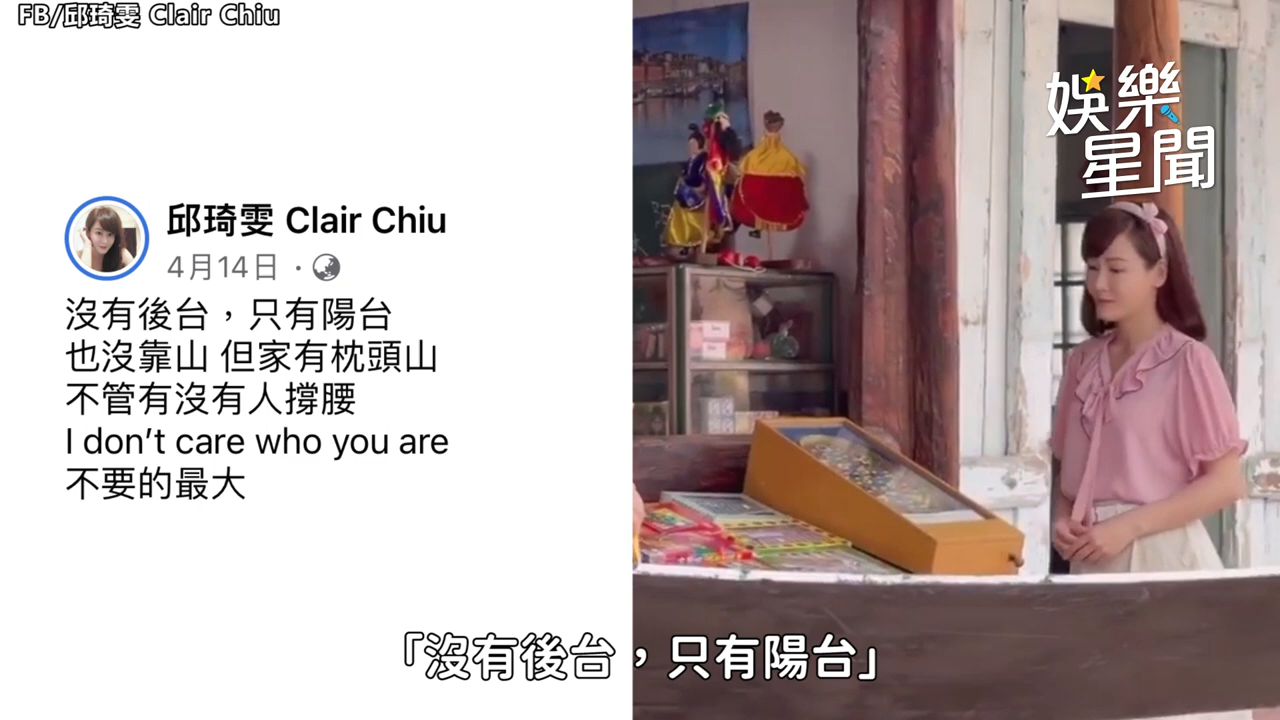 FB/邱琦雯 Clair Chiu
娛樂
星聞
邱琦雯 Clair Chiu
4月14日
沒有後台，只有陽台
也沒靠山 但家有枕頭山
不管有沒有人撐腰
I don't care who you are
不要的最大
「沒有後台，只有陽台」